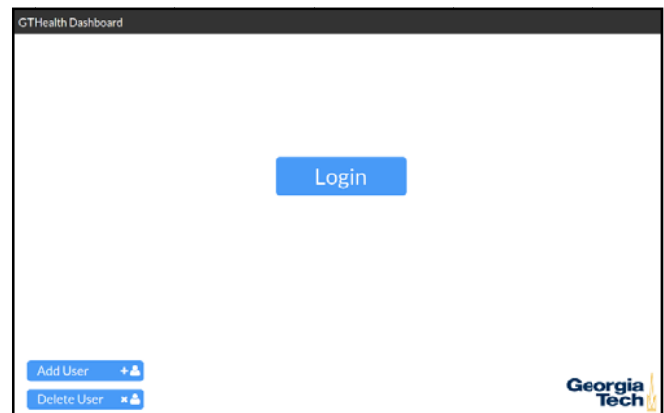 GTHealth Dashboard
Login
Add User
Delete User
Georgia
Tech